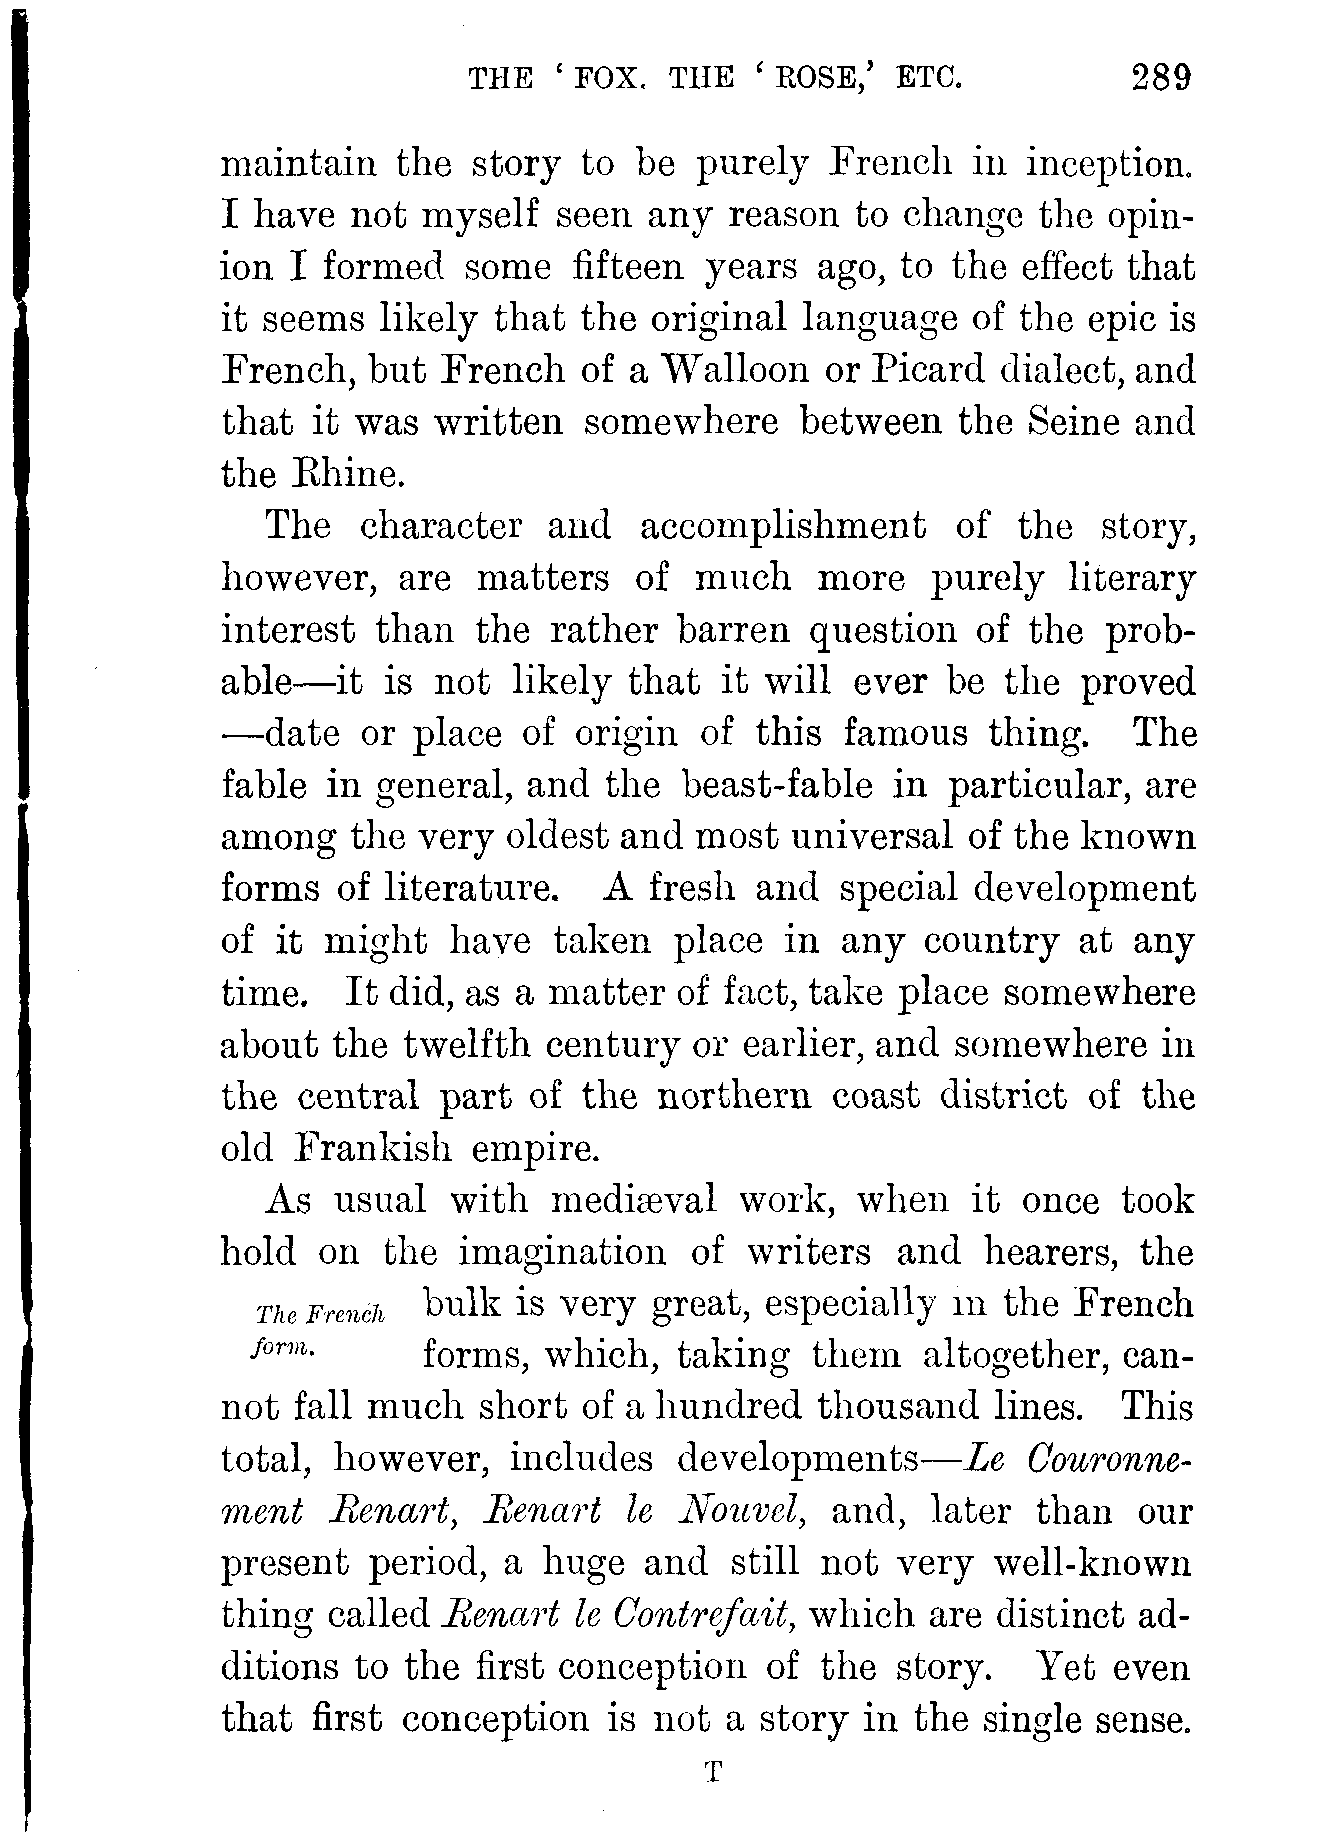 THE ‘ FOX. THE ‘ ROSE,’ ETC. 289
maintain the story to be purely French in inception.
I have not myself seen any reason to change the opin-
ion I formed some fifteen years ago, to the effect that
it seems likely that the original language of the epic is
French, but French of a Walloon or Picard dialect, and
that it was written somewhere between the Seine and
the Rhine.
The character and accomplishment of the story,
however, are matters of much more purely literary
interest than the rather barren question of the prob-
able—it is not likely that it will ever be the proved
—date or place of origin of this famous thing. The
fable in general, and the beast-fable in particular, are
among the very oldest and most universal of the known
forms of literature. A fresh and special development
of it might have taken place in any country at any
time. It did, as a matter of fact, take place somewhere
about the twelfth century or earlier, and somewhere in
the central part of the northern coast district of the
old Frankish empire.
As usual with mediæval work, when it once took
hold on the imagination of writers and hearers, the
The French bulk is very great, especially in the French
form. forms, which, taking them altogether, can-
not fall much short of a hundred thousand lines. This
total, however, includes developments—Le Couronne-
ment Renart, Renart le Nouvel, and, later than our
present period, a huge and still not very well-known
thing called Renart le Contrefait, which are distinct ad-
ditions to the first conception of the story. Yet even
that first conception is not a story in the single sense.
T